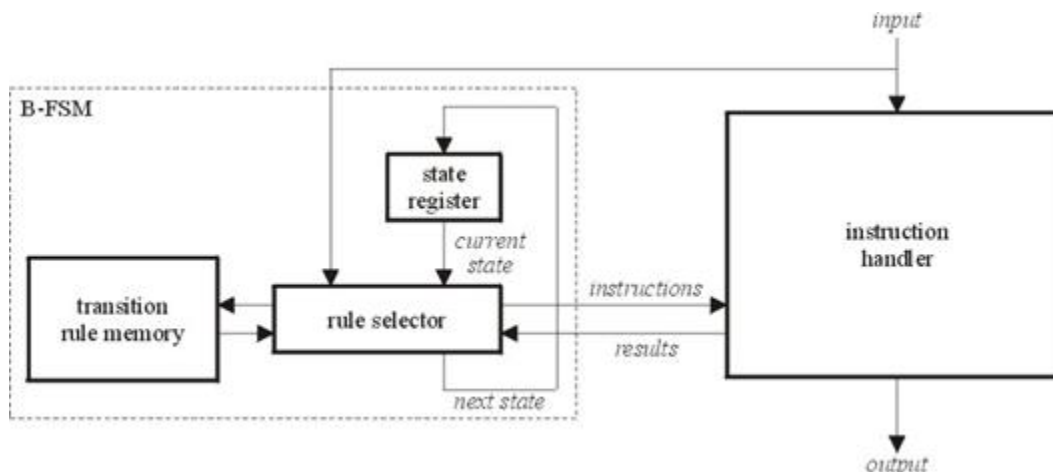 input
B-FSM
state
register
current
state
instruction
handler
transition
rule memory
rule selector
instructions
results
next state
output